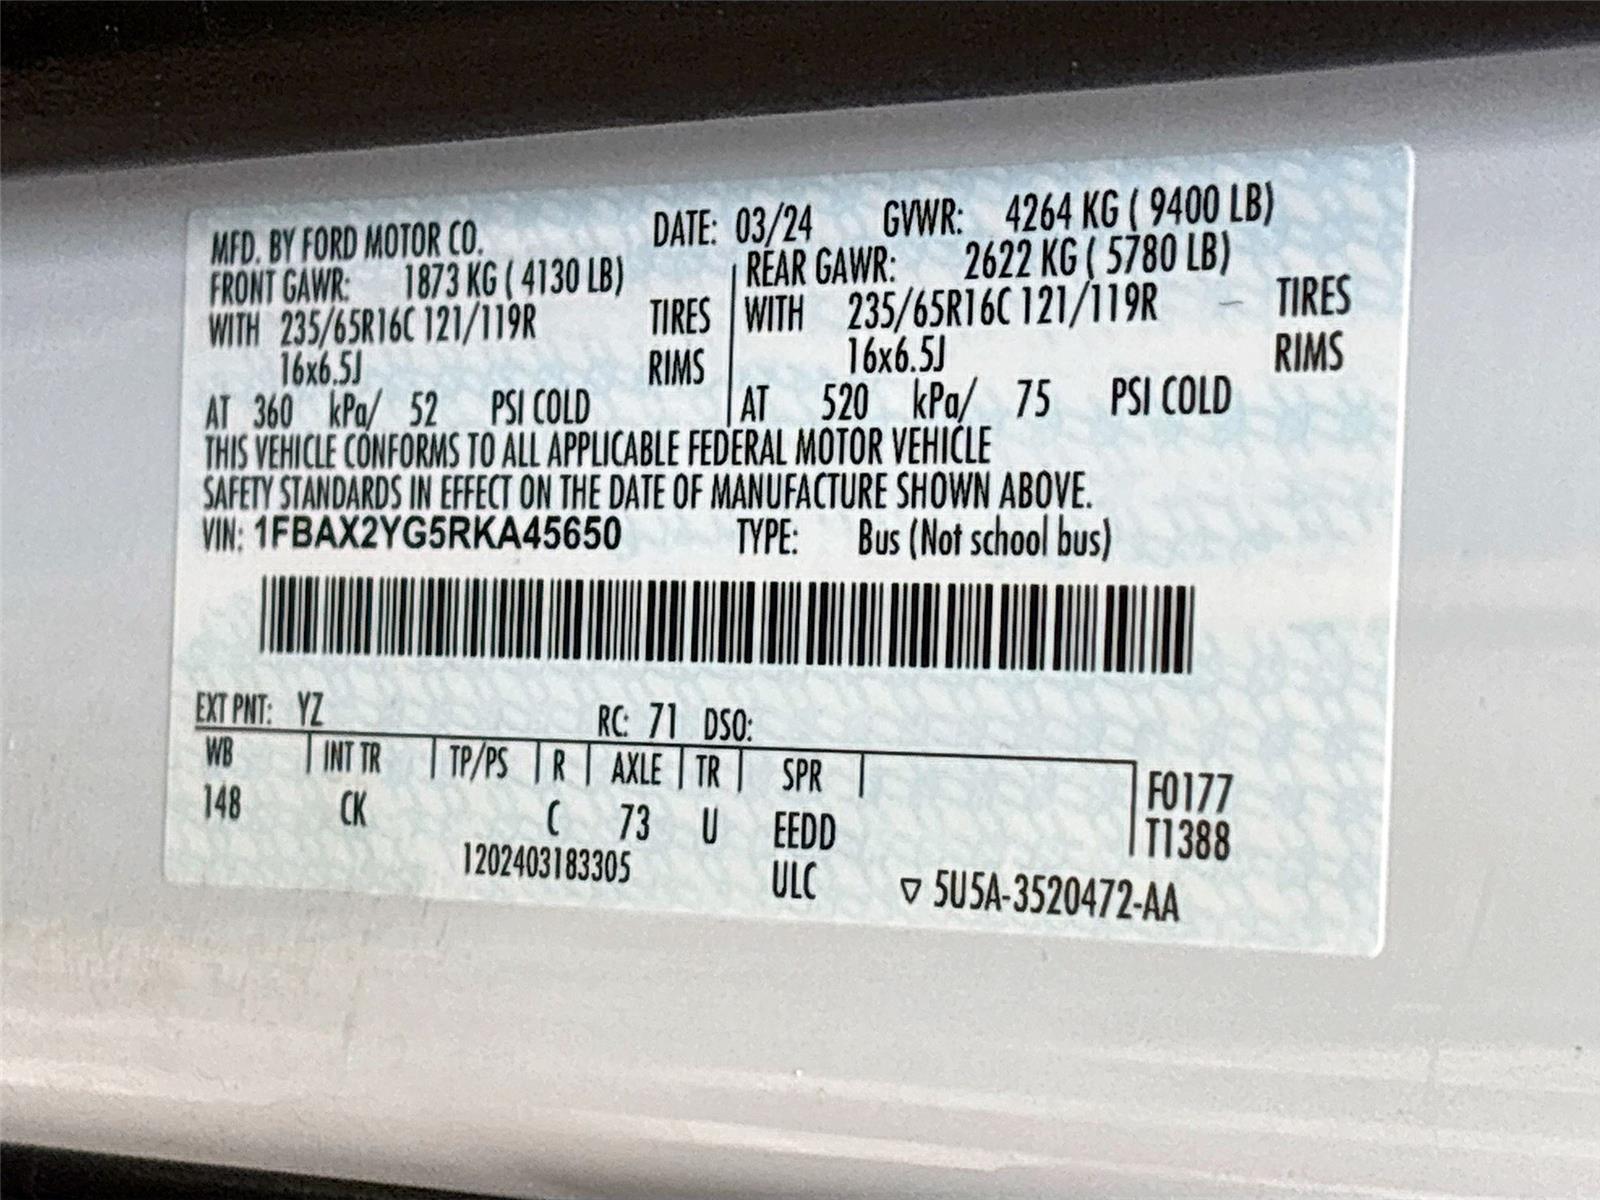 MFD. BY FORD MOTOR CO. DATE: 03/24 GVWR: 4264 KG ( 9400 LB)
FRONT GAWR: 1873 KG ( 4130 LB) REAR GAWR: 2622 KG ( 5780 LB)
WITH 235/65R16C 121/119R TIRES WITH 235/65R16C 121/119R TIRES
16x6.5J RIMS 16x6.5J RIMS
AT 360 kPa/ 52 PSI COLD AT 520 kPa/ 75 PSI COLD
THIS VEHICLE CONFORMS TO ALL APPLICABLE FEDERAL MOTOR VEHICLE
SAFETY STANDARDS IN EFFECT ON THE DATE OF MANUFACTURE SHOWN ABOVE.
VIN: 1FBAX2YG5RKA45650 TYPE: Bus (Not school bus)
EXT PNT: YZ RC: 71 DSO:
WB INT TR TP/PS R AXLE TR SPR F0177
148 CK C 73 U EEDD T1388
1202403183305 ULC ▽ 5U5A-3520472-AA